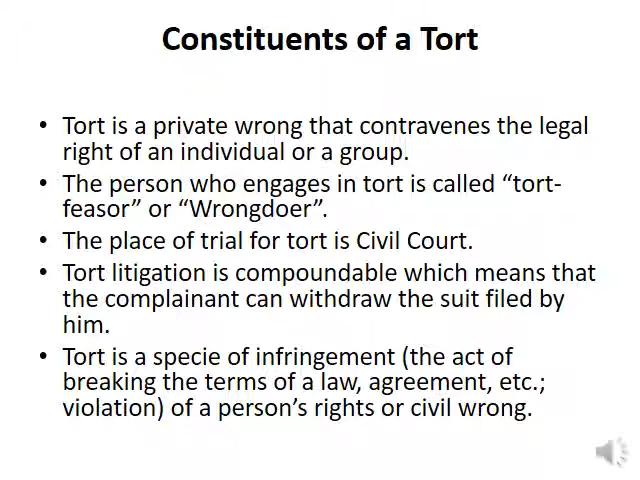 Constituents of a Tort
• Tort is a private wrong that contravenes the legal
right of an individual or a group.
• The person who engages in tort is called “tort-
feasor” or “Wrongdoer”.
• The place of trial for tort is Civil Court.
• Tort litigation is compoundable which means that
the complainant can withdraw the suit filed by
him.
• Tort is a specie of infringement (the act of
breaking the terms of a law, agreement, etc.;
violation) of a person’s rights or civil wrong.